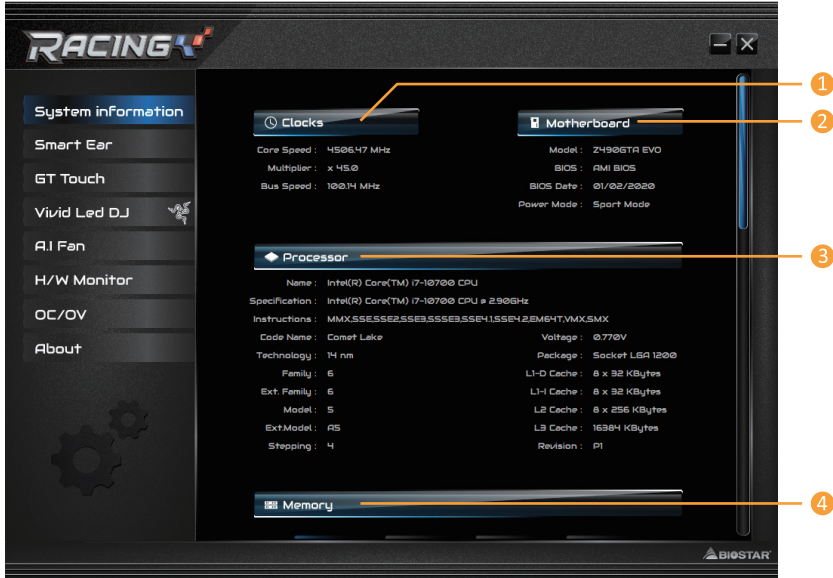 RACING
System information
Smart Ear
GT Touch
Vivid Led DJ
A.I Fan
H/W Monitor
OC/OV
About
Clocks
1
Core Speed : 4506.47 MHz
Multiplier : x 45.0
Bus Speed : 100.14 MHz
Motherboard
2
Model : Z490GTA EVO
BIOS : AMI BIOS
BIOS Date : 01/02/2020
Power Mode : Sport Mode
Processor
3
Name : Intel(R) Core(TM) i7-10700 CPU
Specification : Intel(R) Core(TM) i7-10700 CPU @ 2.90GHz
Instructions : MMX,SSE,SSE2,SSE3,SSSE3,SSE4.1,SSE4.2,EM64T,VMX,SMX
Code Name : Comet Lake
Technology : 14 nm
Family : 6
Ext. Family : 6
Model : 5
Ext.Model : A5
Stepping : 4
Voltage : 0.770V
Package : Socket LGA 1200
L1-D Cache : 8 x 32 KBytes
L1-I Cache : 8 x 32 KBytes
L2 Cache : 8 x 256 KBytes
L3 Cache : 16384 KBytes
Revision : P1
Memory
4
BIOSTAR